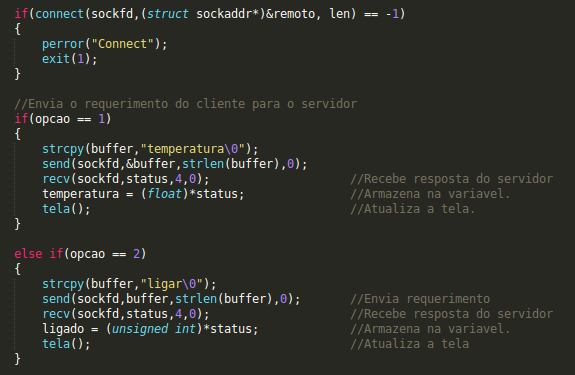 if(connect(sockfd,(struct sockaddr*)&remoto, len) == -1)
{
    perror("Connect");
    exit(1);
}

//Envia o requerimento do cliente para o servidor
if(opcao == 1)
{
    strcpy(buffer,"temperatura\0");
    send(sockfd,&buffer,strlen(buffer),0);
    recv(sockfd,status,4,0);                    //Recebe resposta do servidor
    temperatura = (float)*status;               //Armazena na variavel.
    tela();                                     //Atualiza a tela.
}

else if(opcao == 2)
{
    strcpy(buffer,"ligar\0");
    send(sockfd,buffer,strlen(buffer),0);       //Envia requerimento
    recv(sockfd,status,4,0);                    //Recebe resposta do servidor
    ligado = (unsigned int)*status;             //Armazena na variavel.
    tela();                                     //Atualiza a tela
}